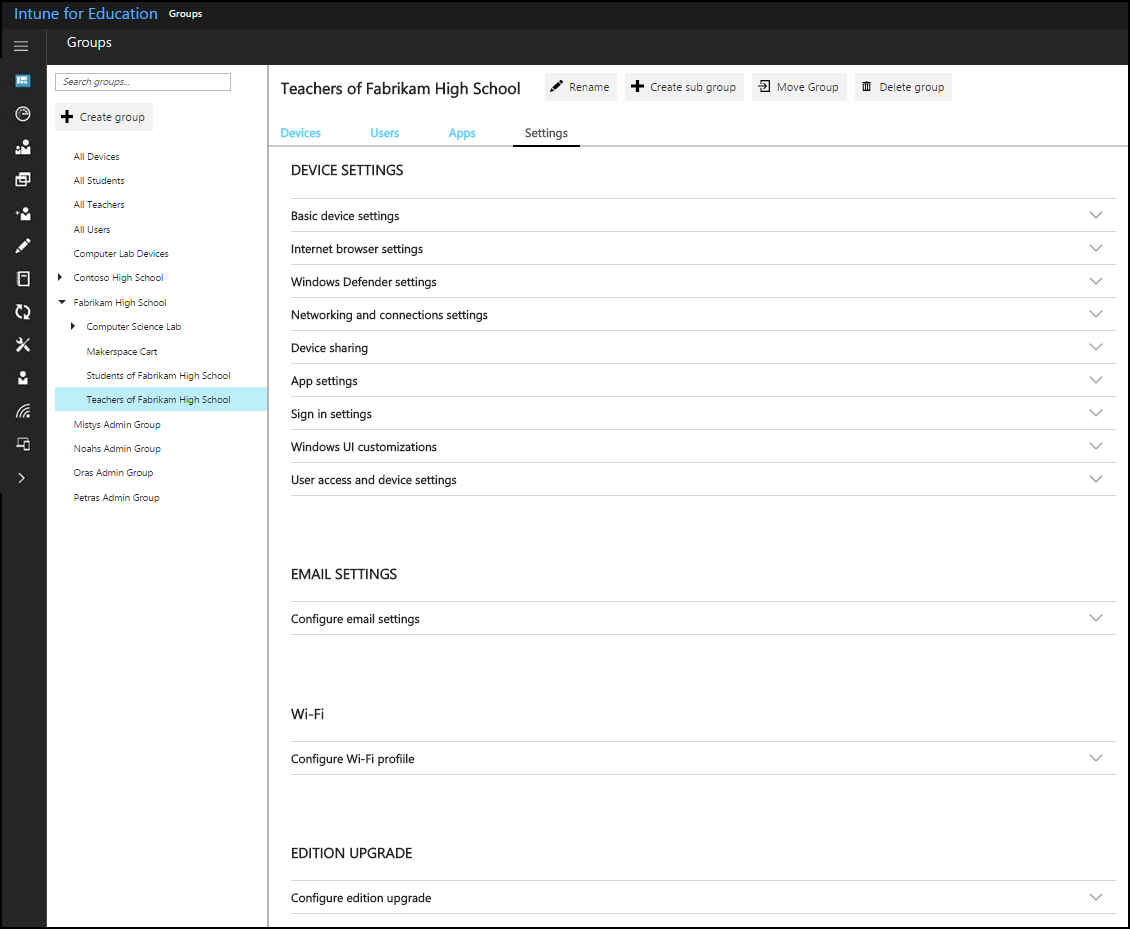 Intune for Education Groups
Groups
Search groups...
Create group
All Devices
All Students
All Teachers
All Users
Computer Lab Devices
Contoso High School
Fabrikam High School
Computer Science Lab
Makerspace Cart
Students of Fabrikam High School
Teachers of Fabrikam High School
Mistys Admin Group
Noahs Admin Group
Oras Admin Group
Petras Admin Group
Teachers of Fabrikam High School Rename Create sub group Move Group Delete group
Devices Users Apps Settings
DEVICE SETTINGS
Basic device settings
Internet browser settings
Windows Defender settings
Networking and connections settings
Device sharing
App settings
Sign in settings
Windows UI customizations
User access and device settings
EMAIL SETTINGS
Configure email settings
Wi-Fi
Configure Wi-Fi profiile
EDITION UPGRADE
Configure edition upgrade